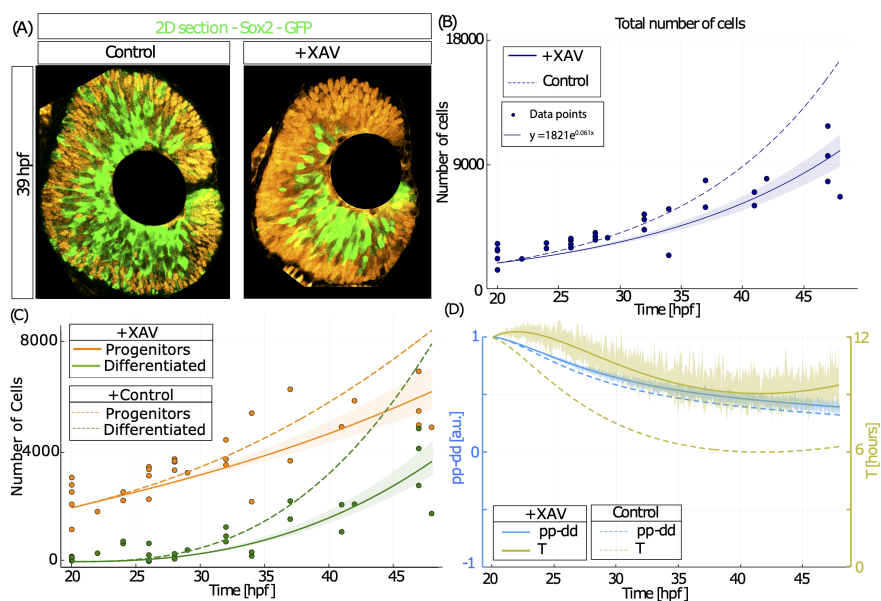 (A)
2D section - Sox2 - GFP
Control
+XAV
39 hpf
(B)
Total number of cells
18000
9000
0
Number of cells
+XAV
Control
Data points
y =1821e0.061x
20
25
30
35
40
45
Time [hpf]
(C)
8000
4000
0
Number of Cells
+XAV
Progenitors
Differentiated
+Control
Progenitors
Differentiated
20
25
30
35
40
45
Time [hpf]
(D)
1
0
-1
pp-dd [a.u.]
12
6
0
T [hours]
+XAV
pp-dd
T
Control
pp-dd
T
20
25
30
35
40
45
Time [hpf]